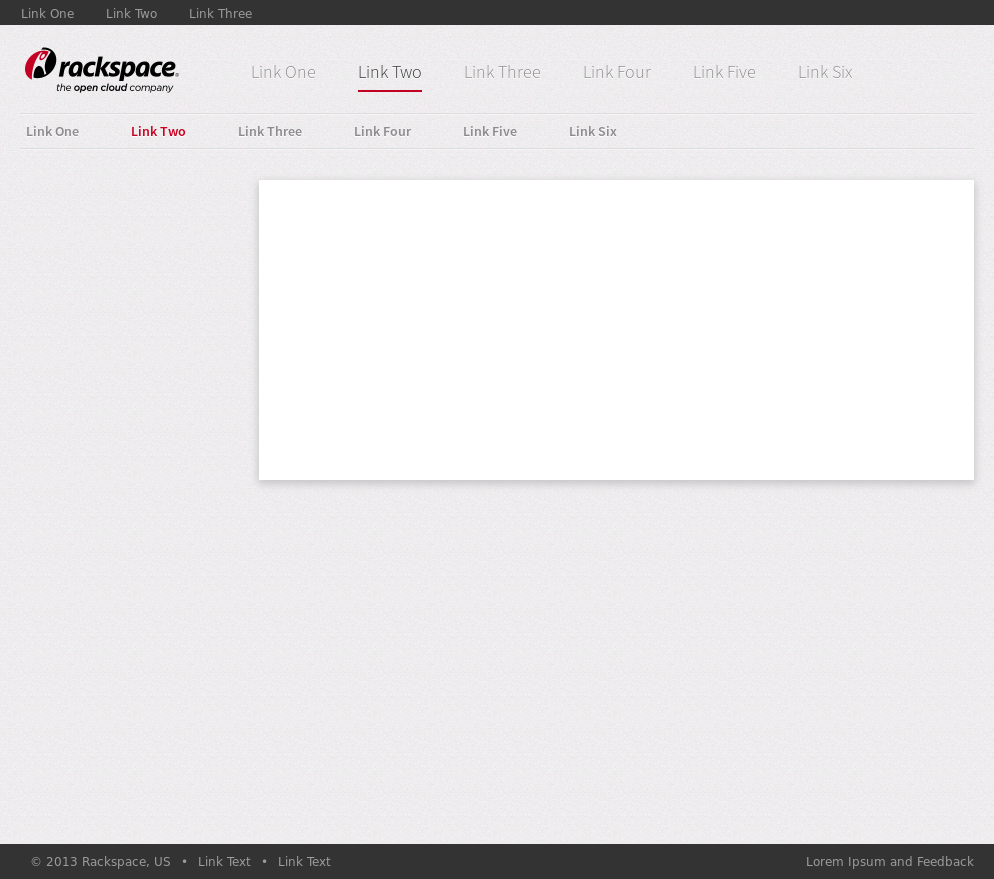 Link One Link Two Link Three
rackspace®
the open cloud company
Link One Link Two Link Three Link Four Link Five Link Six
Link One Link Two Link Three Link Four Link Five Link Six
© 2013 Rackspace, US • Link Text • Link Text Lorem Ipsum and Feedback